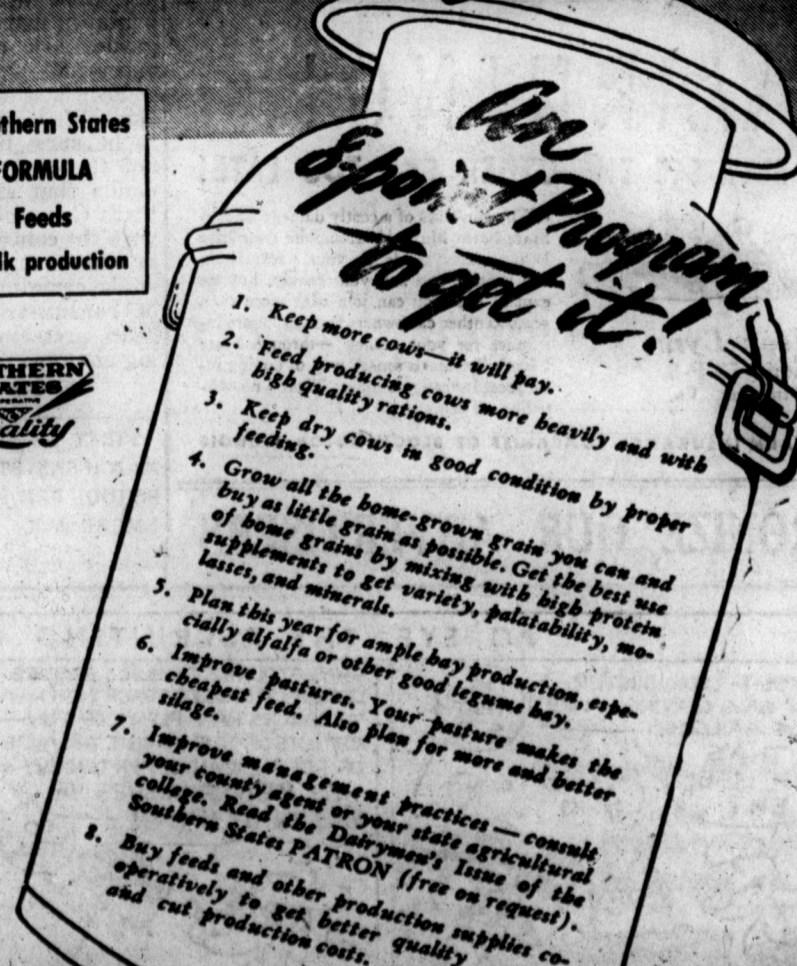 thern States
FORMULA
Feeds
lk production
THERN
ATES
ality
An
8-point Program
to get it!
1. Keep more cows—it will pay.
2. Feed producing cows more heavily and with
high quality rations.
3. Keep dry cows in good condition by proper
feeding.
4. Grow all the home-grown grain you can and
buy as little grain as possible. Get the best use
of home grains by mixing with high protein
supplements to get variety, palatability, mo-
lasses, and minerals.
5. Plan this year for ample hay production, espe-
cially alfalfa or other good legume hay.
6. Improve pastures. Your pasture makes the
cheapest feed. Also plan for more and better
silage.
7. Improve management practices — consult
your county agent or your state agricultural
college. Read the Dairymen's Issue of the
Southern States PATRON (free on request).
8. Buy feeds and other production supplies co-
operatively to get better quality
and cut production costs.